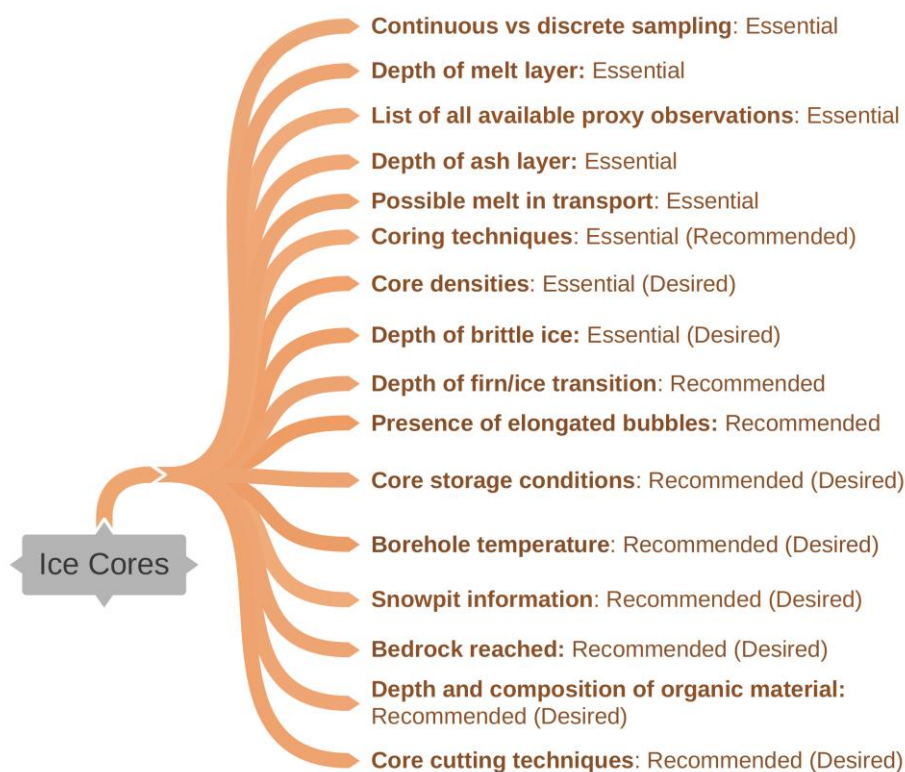 Continuous vs discrete sampling: Essential
Depth of melt layer: Essential
List of all available proxy observations: Essential
Depth of ash layer: Essential
Possible melt in transport: Essential
Coring techniques: Essential (Recommended)
Core densities: Essential (Desired)
Depth of brittle ice: Essential (Desired)
Depth of firn/ice transition: Recommended
Presence of elongated bubbles: Recommended
Core storage conditions: Recommended (Desired)
Borehole temperature: Recommended (Desired)
Ice Cores
Snowpit information: Recommended (Desired)
Bedrock reached: Recommended (Desired)
Depth and composition of organic material:
Recommended (Desired)
Core cutting techniques: Recommended (Desired)